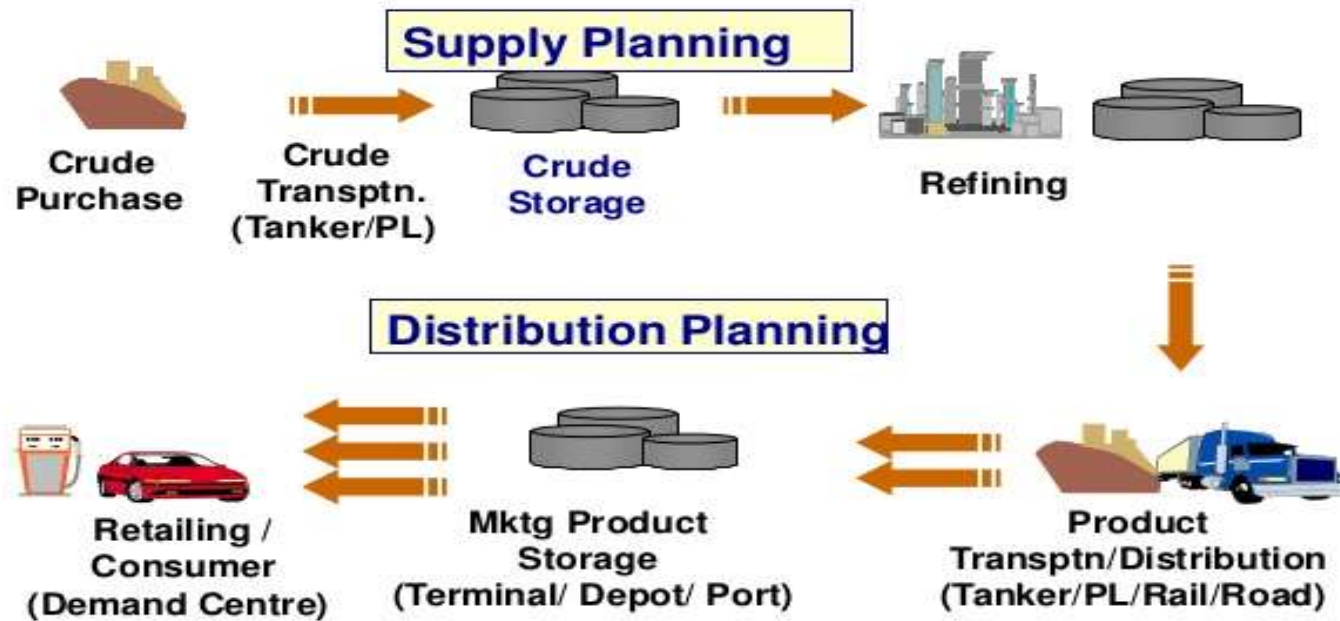 Supply Planning
Crude
Purchase
Crude
Transptn.
(Tanker/PL)
Crude
Storage
Refining
Distribution Planning
Retailing /
Consumer
(Demand Centre)
Mktg Product
Storage
(Terminal/ Depot/ Port)
Product
Transptn/Distribution
(Tanker/PL/Rail/Road)